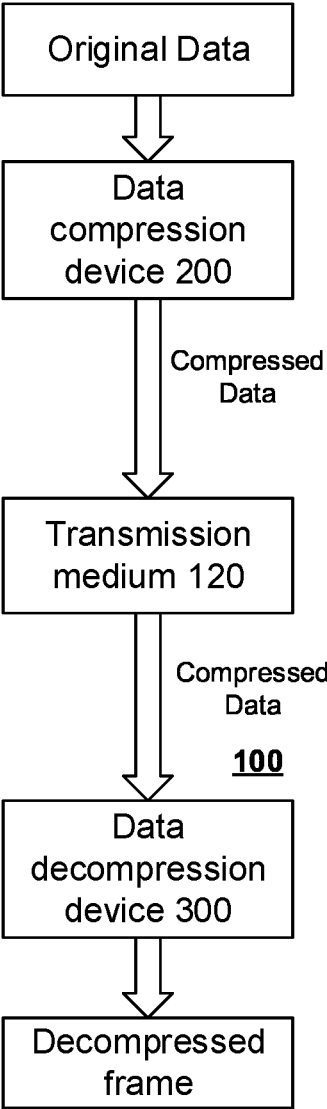 Original Data
Data
compression
device 200
Compressed
Data
Transmission
medium 120
Compressed
Data
100
Data
decompression
device 300
Decompressed
frame